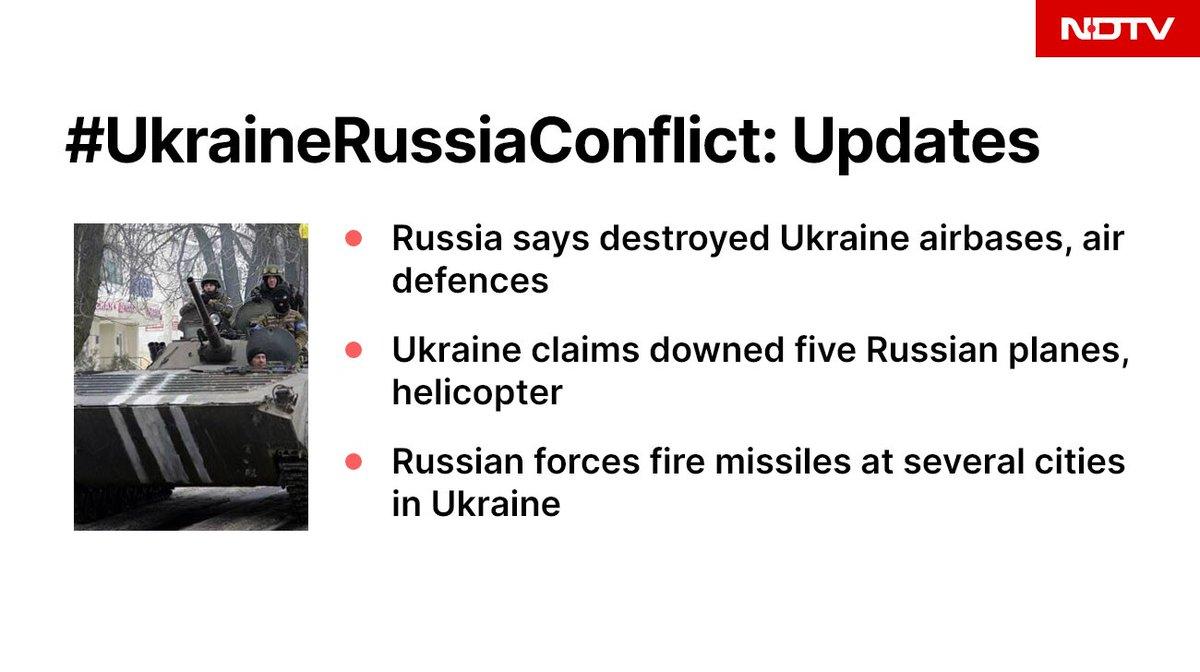 NDTV
#UkraineRussiaConflict: Updates
Russia says destroyed Ukraine airbases, air
defences
Ukraine claims downed five Russian planes,
helicopter
Russian forces fire missiles at several cities
in Ukraine